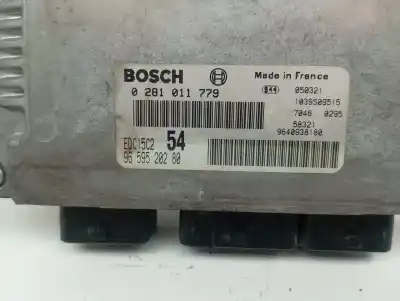 BOSCH
Made in France
0 281 011 779
050321
1039S09515
7046 0295
58321
9640938180
EDC15C2 54
96 595 202 80